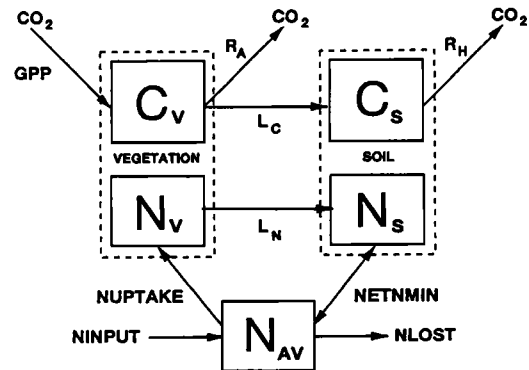 CO2 CO2 CO2
GPP RA RH
CV LC CS
VEGETATION SOIL
NV LN NS
NUPTAKE NETNMIN
NINPUT NAV NLOST